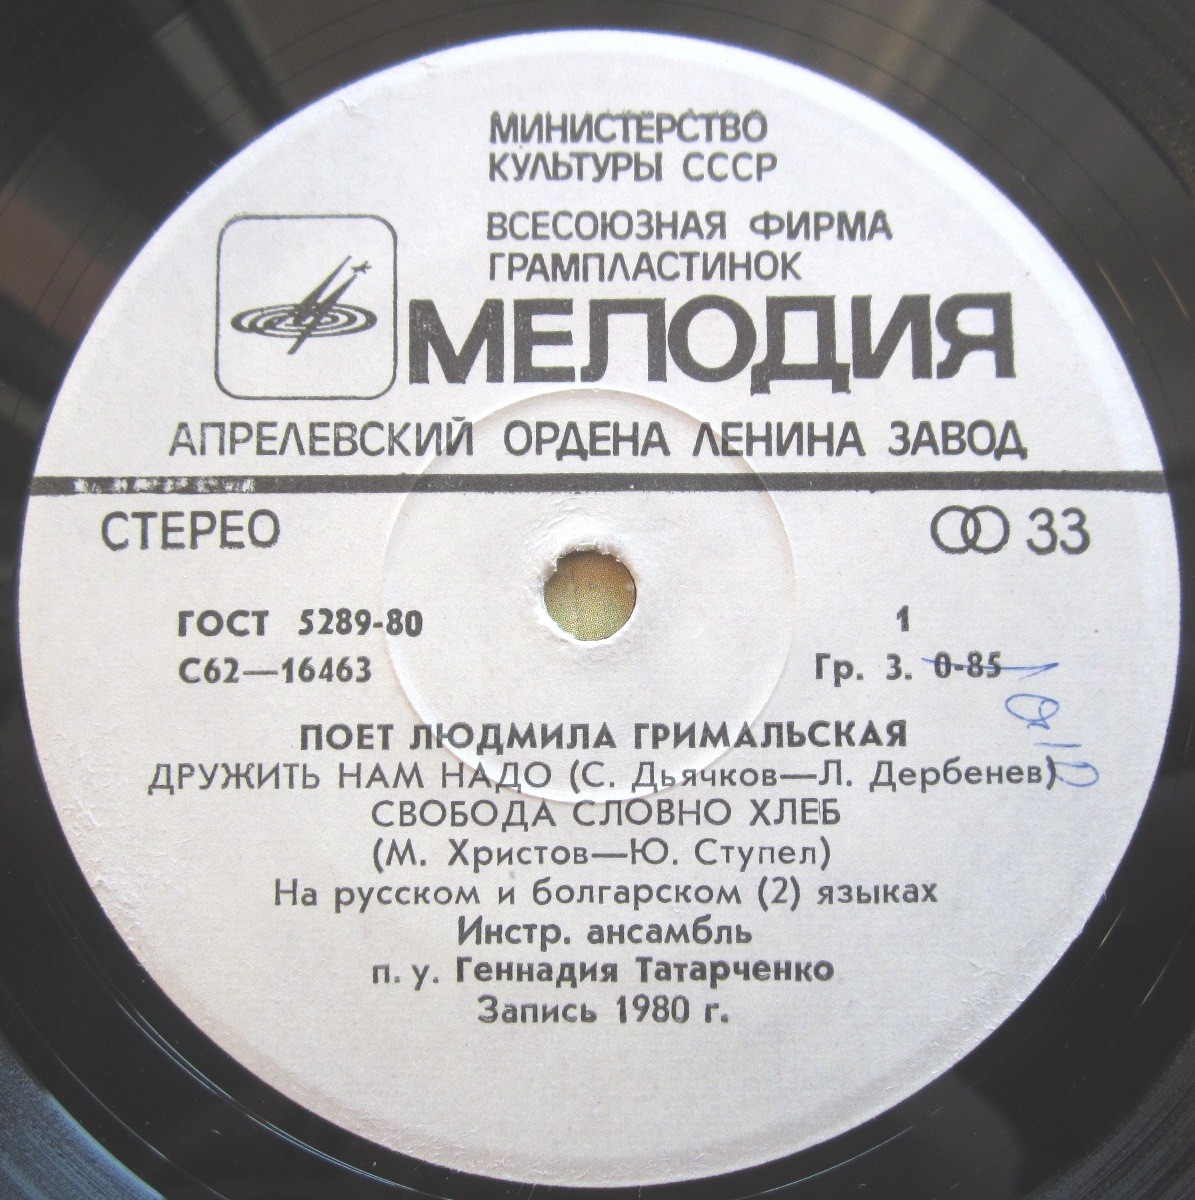 МИНИСТЕРСТВО
КУЛЬТУРЫ СССР
ВСЕСОЮЗНАЯ ФИРМА
ГРАМПЛАСТИНОК
МЕЛОДИЯ
АПРЕЛЕВСКИЙ ОРДЕНА ЛЕНИНА ЗАВОД
СТЕРЕО 33
ГОСТ 5289-80 1
С62—16463 Гр. 3. 0-85
ПОЕТ ЛЮДМИЛА ГРИМАЛЬСКАЯ
ДРУЖИТЬ НАМ НАДО (С. Дьячков—Л. Дербенев)
СВОБОДА СЛОВНО ХЛЕБ
(М. Христов—Ю. Ступел)
На русском и болгарском (2) языках
Инстр. ансамбль
п. у. Геннадия Татарченко
Запись 1980 г.